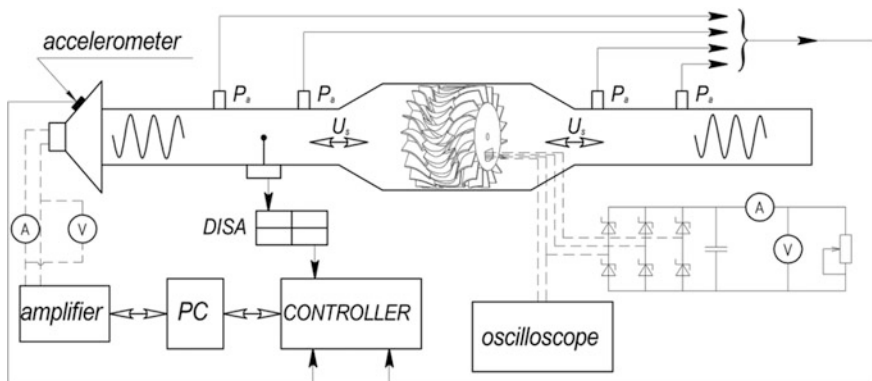 accelerometer
Pa
Pa
Pa
Pa
Us
Us
A
V
DISA
A
V
amplifier
PC
CONTROLLER
oscilloscope